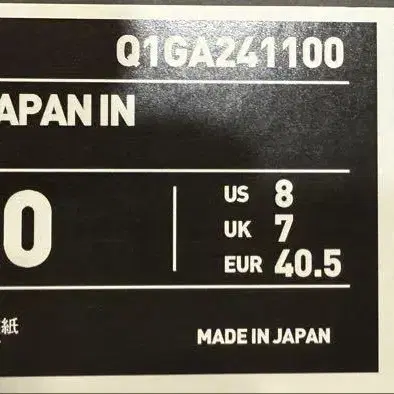 Q1GA241100
APAN IN
0
US 8
UK 7
EUR 40.5
紙
MADE IN JAPAN